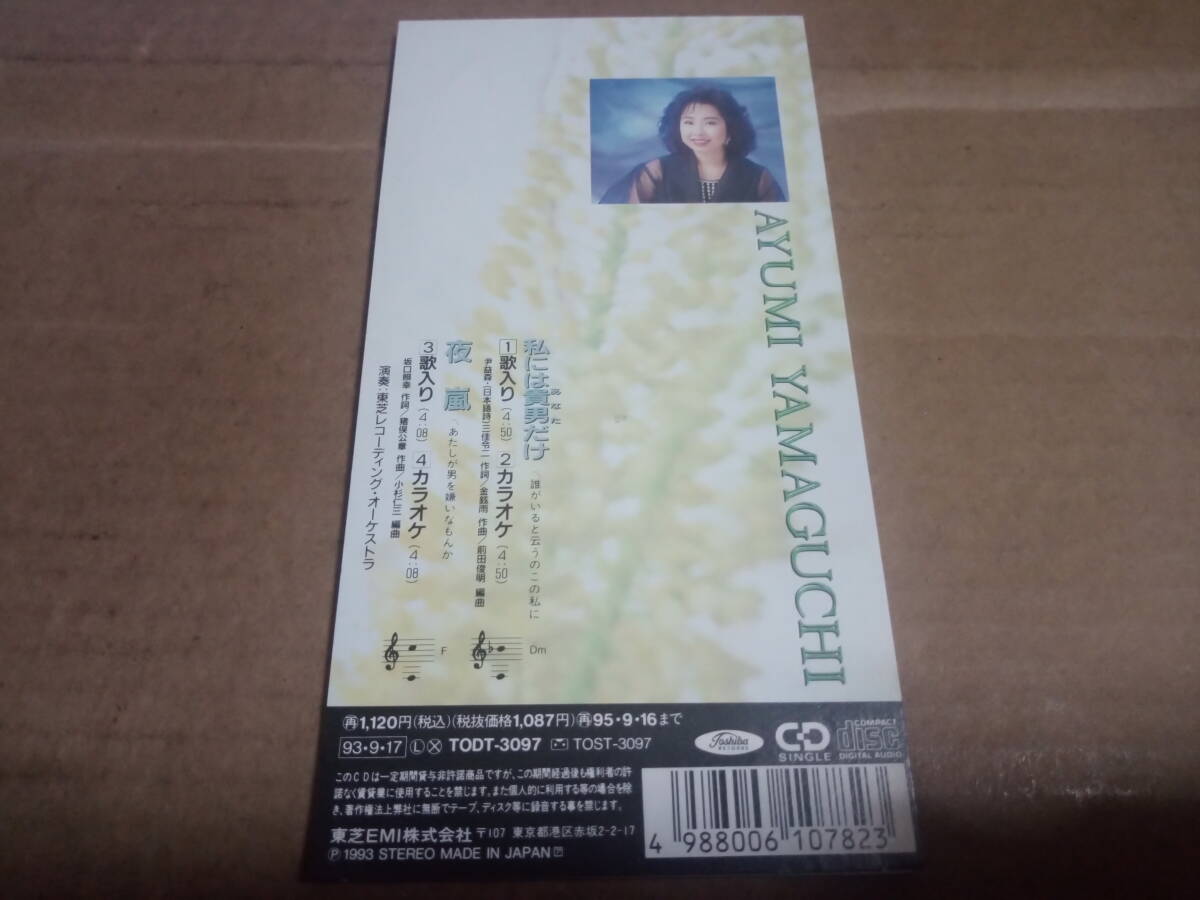 AYUMI YAMAGUCHI
私には貴男だけ
あなた
〜誰がいると云うのこの私に
1 歌入り(4:50) 2 カラオケ(4:50)
尹益森・日本語詩/三佳令二 作詞/金鉉雨 作曲/前田俊明 編曲
Dm
夜嵐
〜あたしが男を嫌いなもんか
3 歌入り(4:08) 4 カラオケ(4:08)
坂口照幸 作詞/猪俣公章 作曲/小杉仁三 編曲
F
演奏:東芝レコーディング・オーケストラ
再1,120円(税込)(税抜価格1,087円)再95・9・16まで
93・9・17 L X TODT-3097 TOST-3097
Toshiba RECORDS
CD SINGLE
COMPACT disc DIGITAL AUDIO
このCDは一定期間貸与非許諾商品ですが、この期間経過後も権利者の許
諾なく賃貸業に使用することを禁じます。また個人的に利用する等の場合を除
き、著作権法上弊社に無断でテープ、ディスク等に録音する事を禁じます。
東芝EMI株式会社 〒107 東京都港区赤坂2-2-17
Ⓟ1993 STEREO MADE IN JAPAN
4 988006 107823